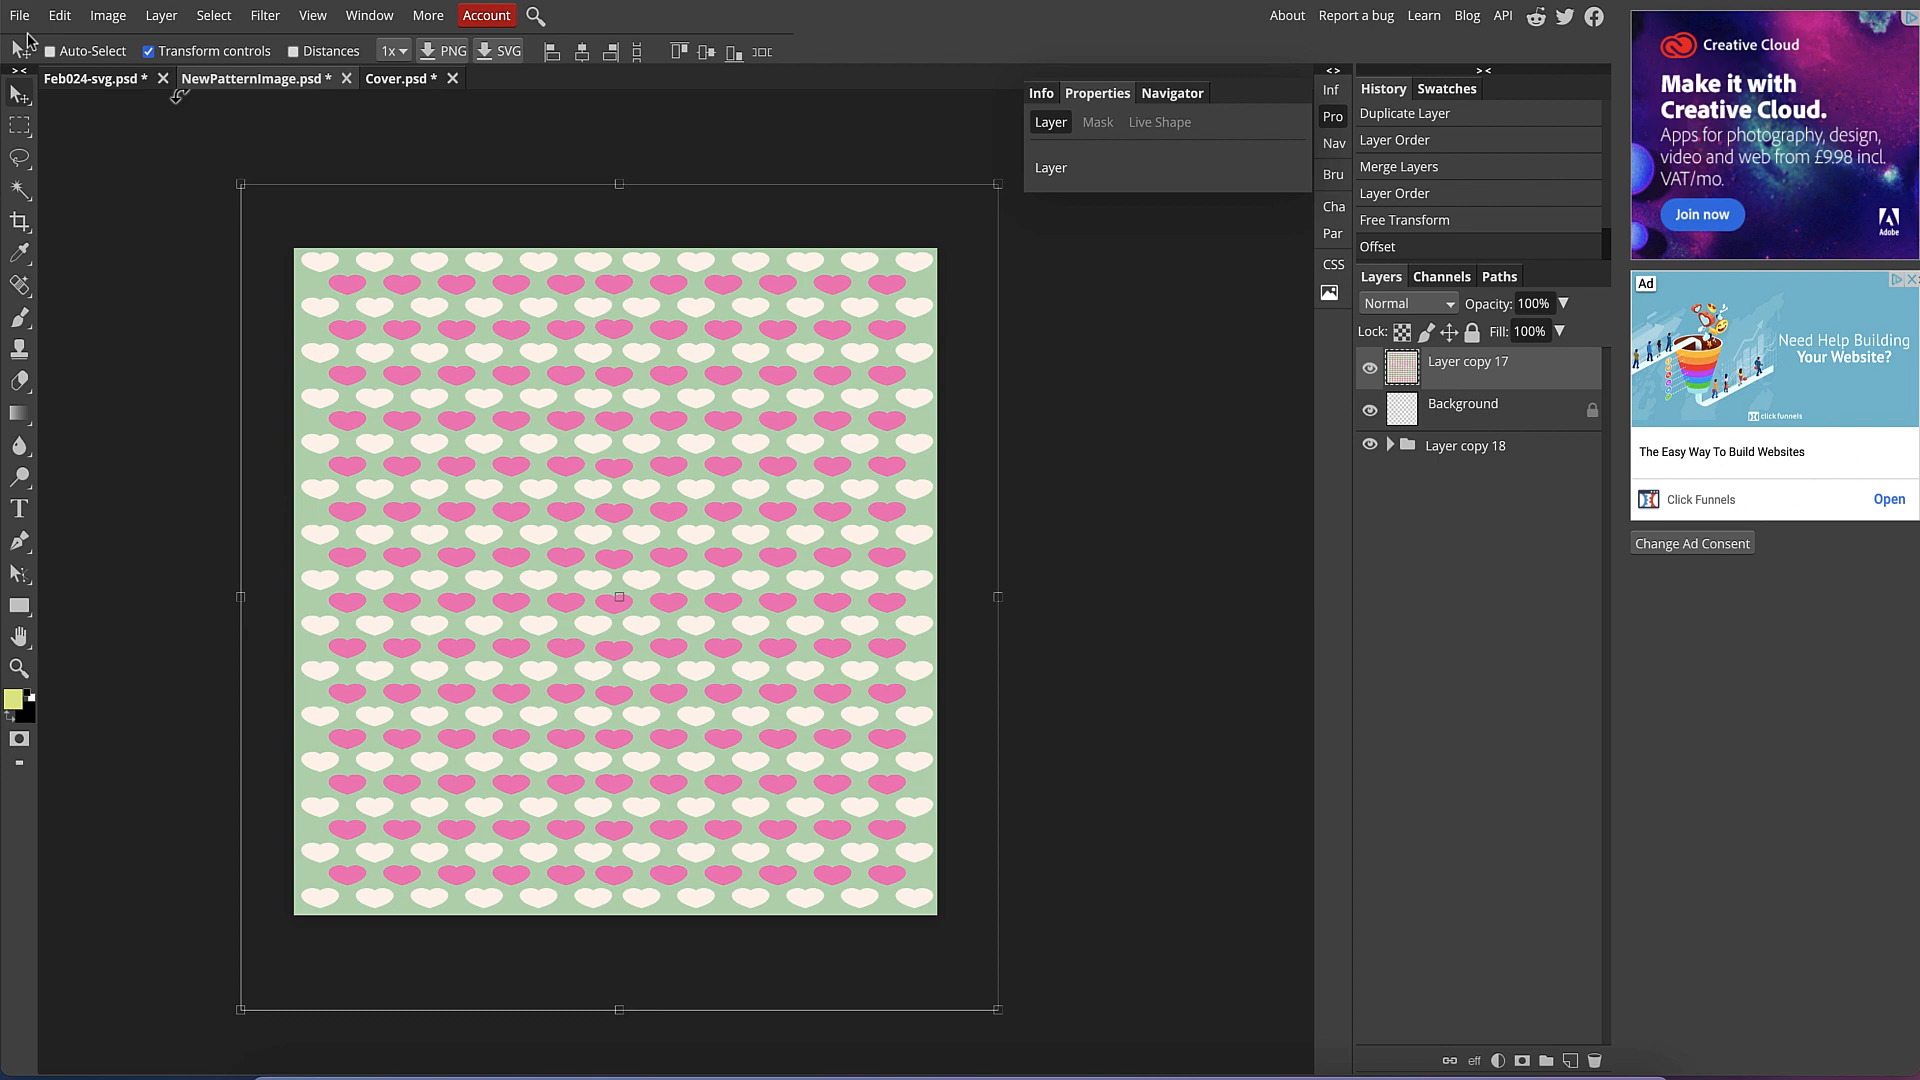 File Edit Image Layer Select Filter View Window More Account
About Report a bug Learn Blog API
Auto-Select Transform controls Distances 1x PNG SVG
Feb024-svg.psd * NewPatternImage.psd * Cover.psd *
Info Properties Navigator
Layer Mask Live Shape
Layer
Inf
Pro
Nav
Bru
Cha
Par
CSS
History Swatches
Duplicate Layer
Layer Order
Merge Layers
Layer Order
Free Transform
Offset
Layers Channels Paths
Normal Opacity: 100%
Lock: Fill: 100%
Layer copy 17
Background
Layer copy 18
eff
Creative Cloud
Make it with
Creative Cloud.
Apps for photography, design,
video and web from £9.98 incl.
VAT/mo.
Join now
Adobe
Ad
Need Help Building
Your Website?
clickfunnels
The Easy Way To Build Websites
Click Funnels Open
Change Ad Consent